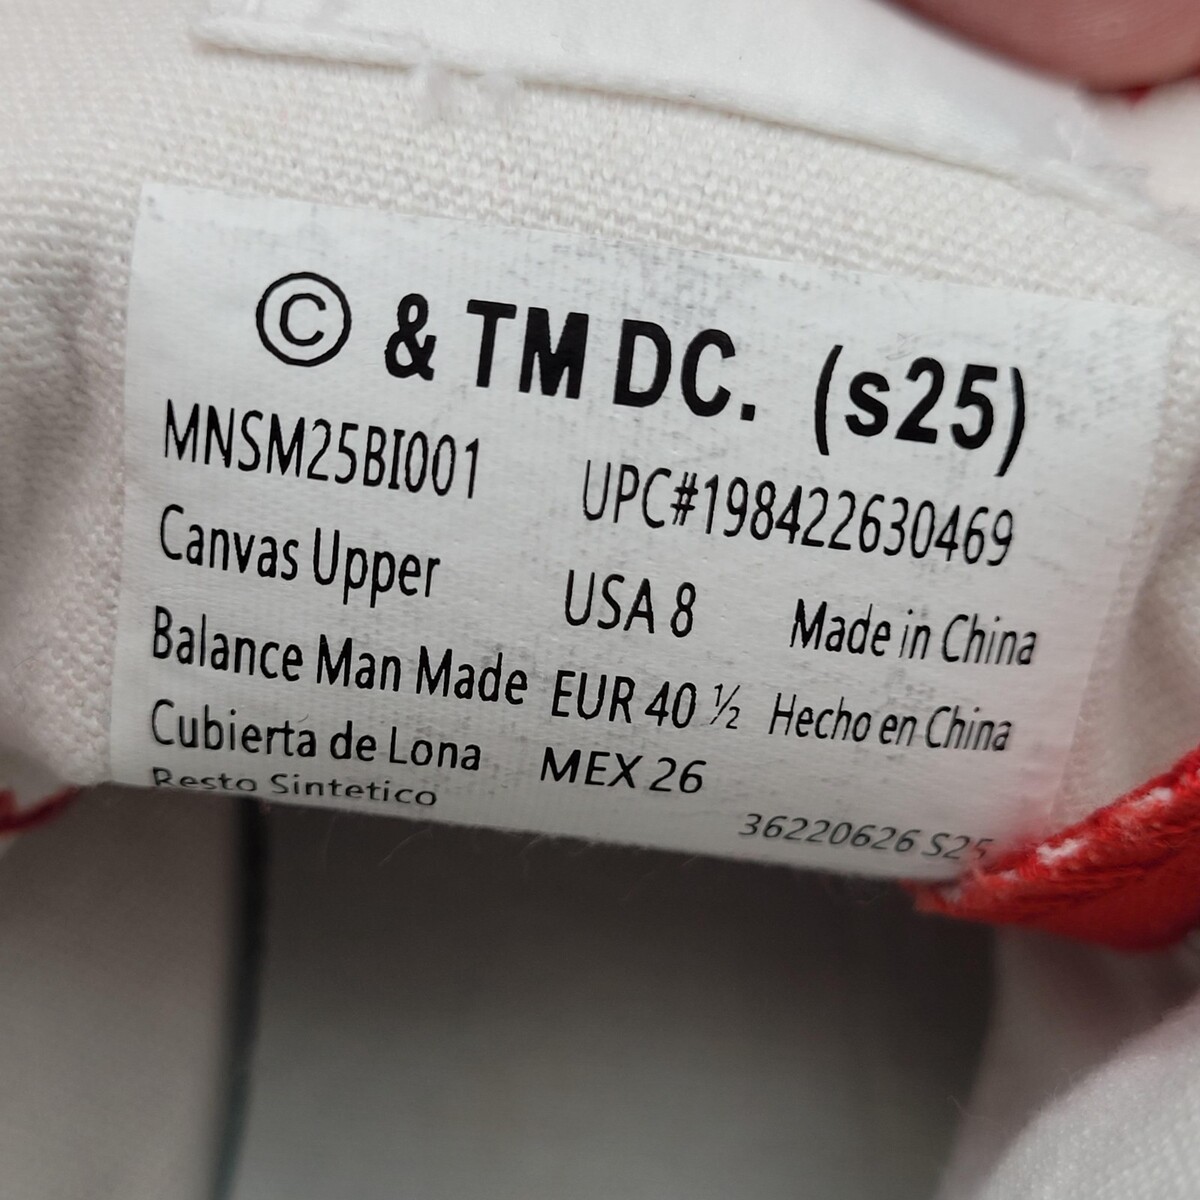 © & TM DC. (s25)
MNSM25BI001 UPC#198422630469
Canvas Upper USA 8 Made in China
Balance Man Made EUR 40 ½ Hecho en China
Cubierta de Lona MEX 26
Resto Sintetico 36220626 S25